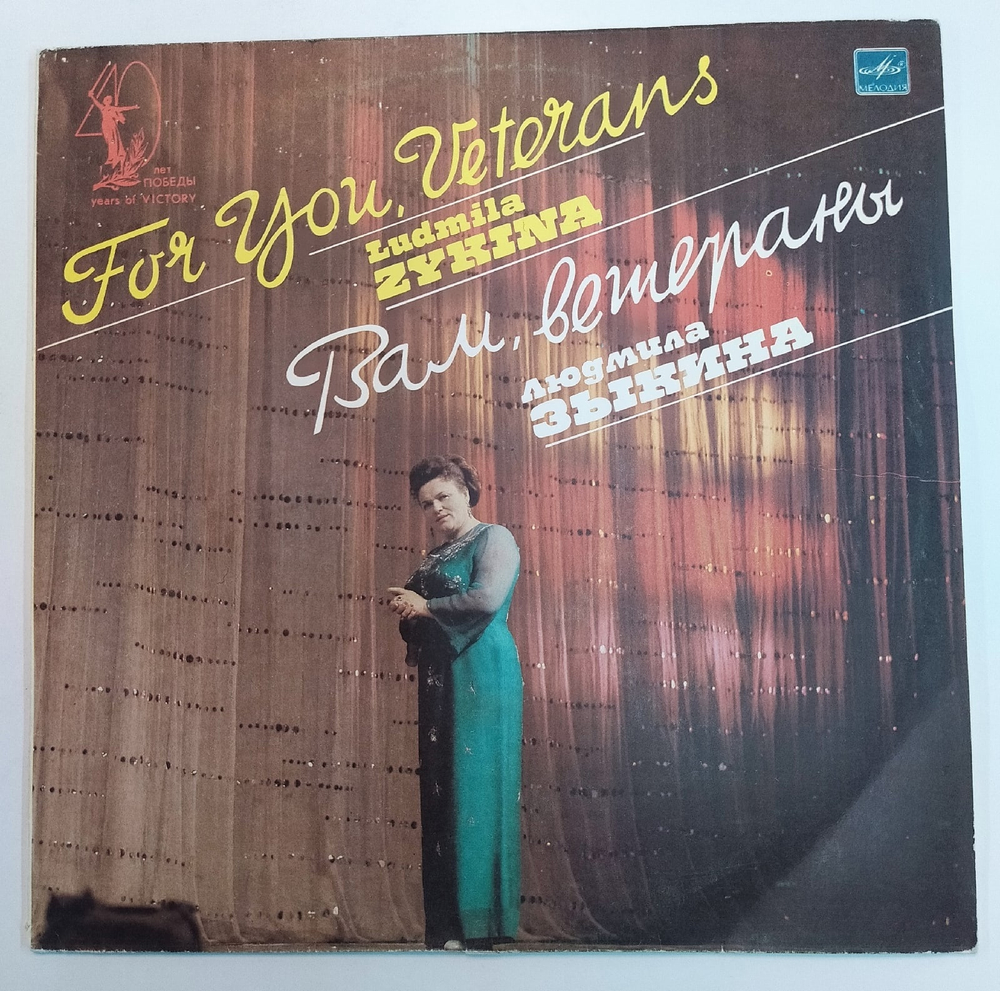 40
лет
ПОБЕДЫ
years of VICTORY
МЕЛОДИЯ
For You, Veterans
Ludmila
ZYKINA
Вам, ветераны
Людмила
ЗЫКИНА